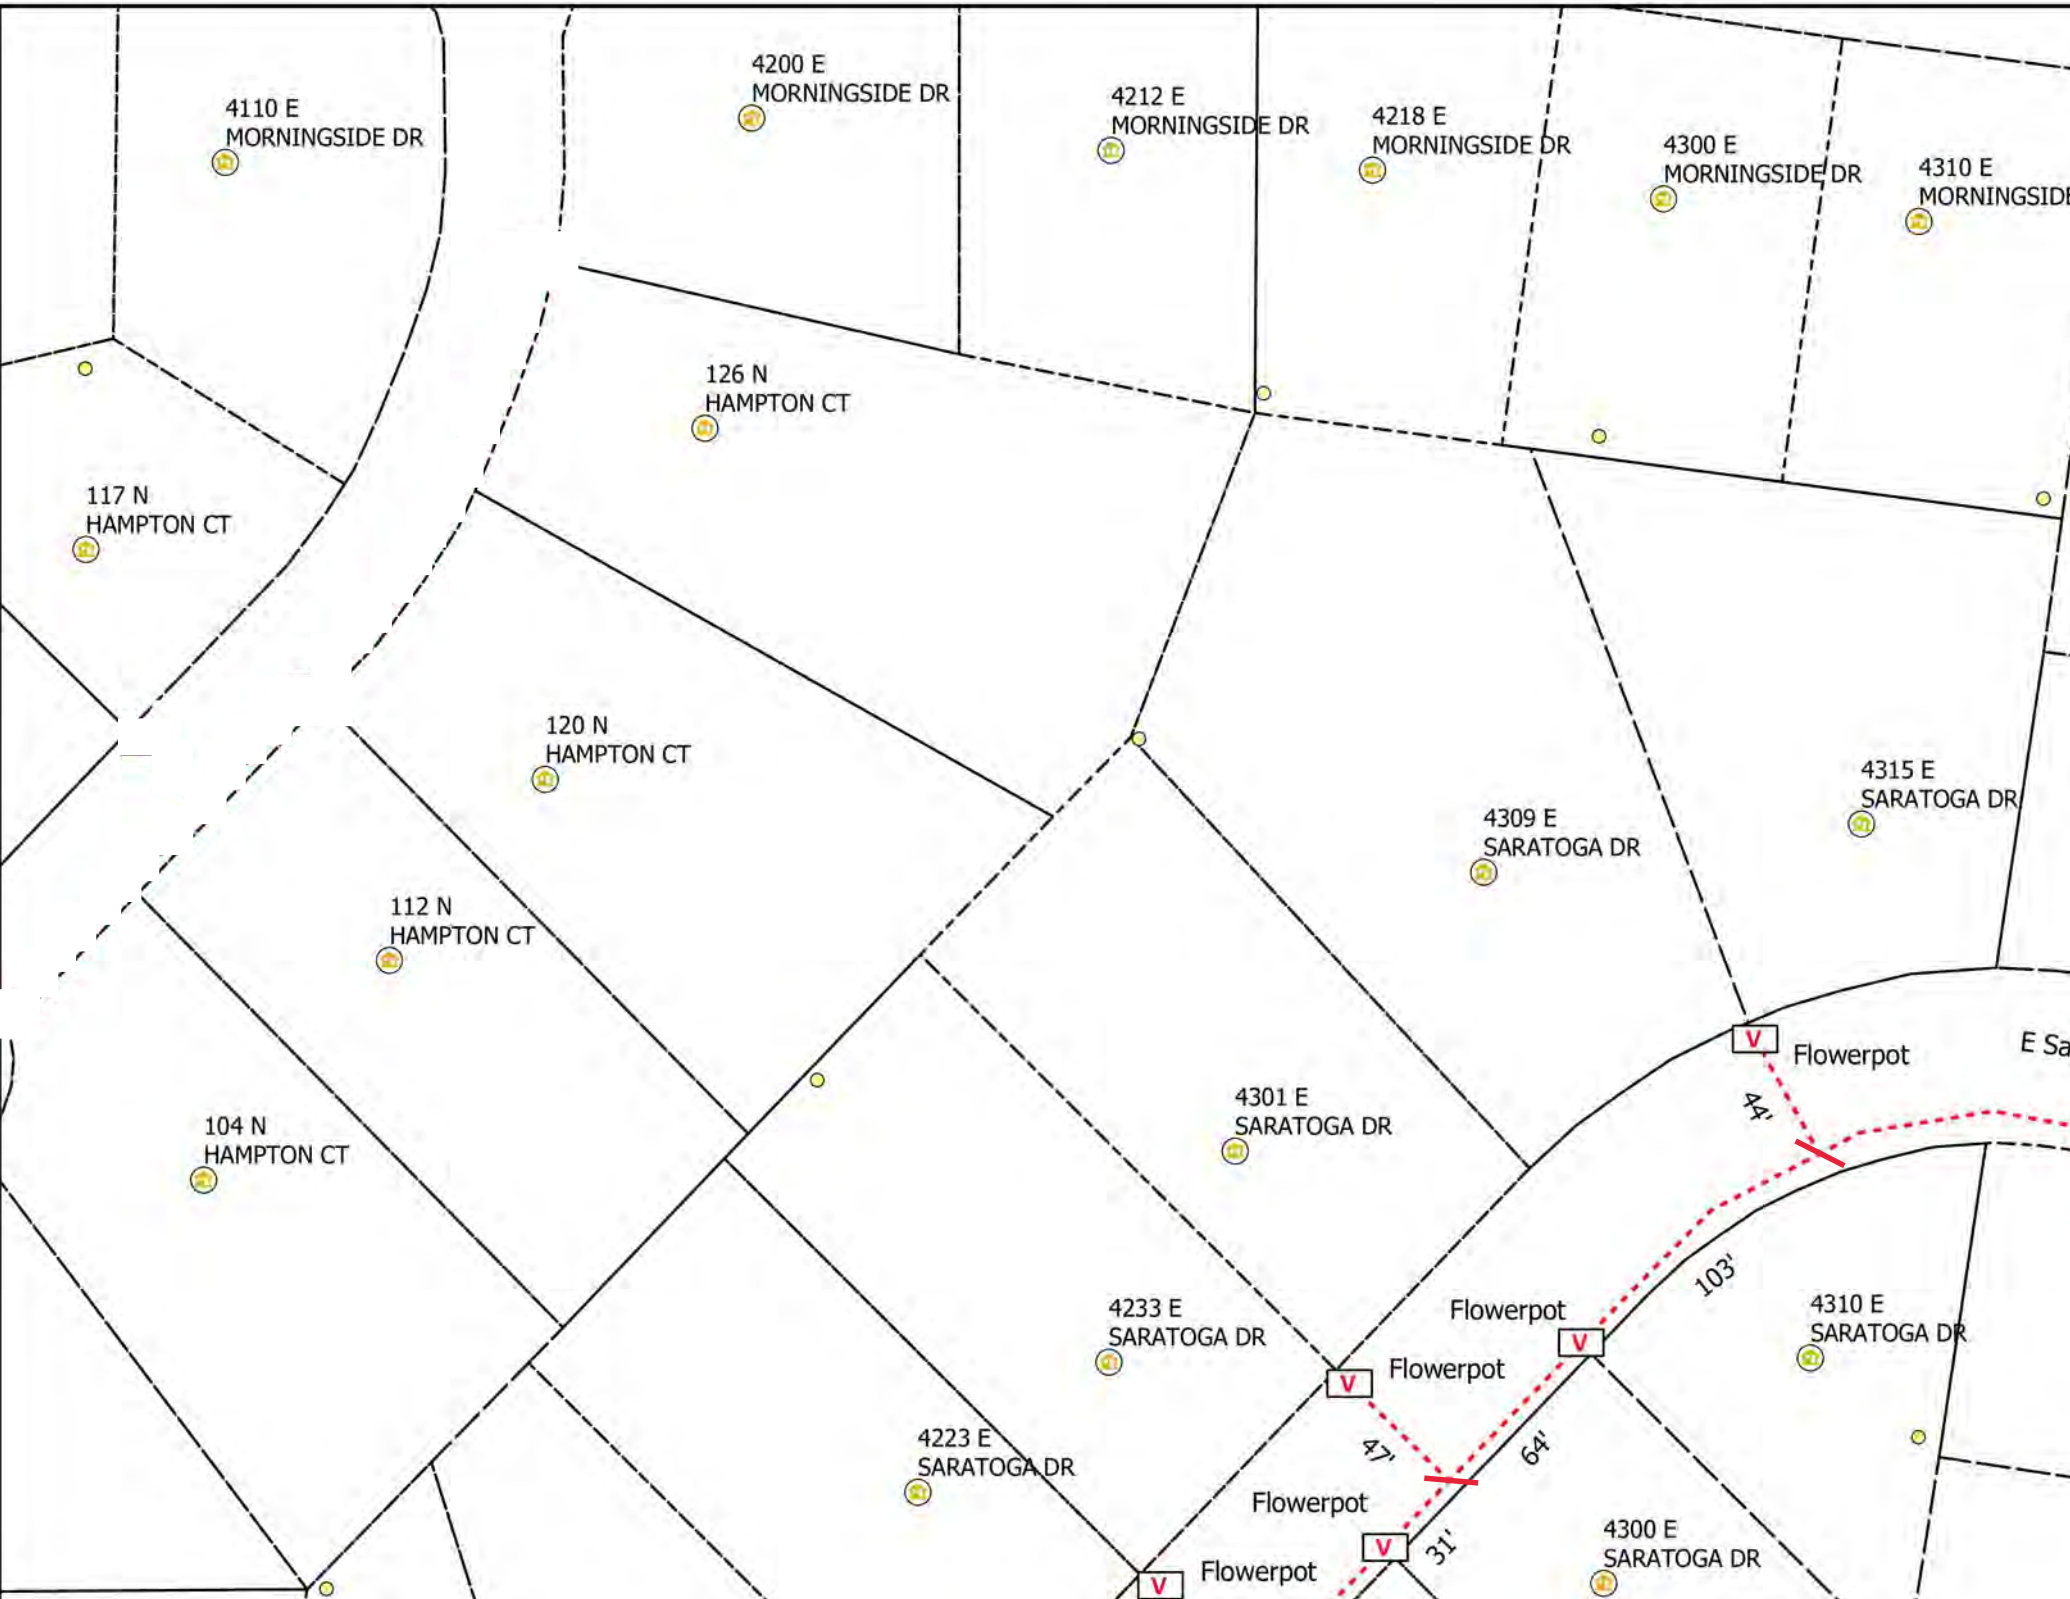 4200 E
MORNINGSIDE DR
4110 E
MORNINGSIDE DR
4212 E
MORNINGSIDE DR
4218 E
MORNINGSIDE DR
4300 E
MORNINGSIDE DR
4310 E
MORNINGSIDE
126 N
HAMPTON CT
117 N
HAMPTON CT
120 N
HAMPTON CT
4315 E
SARATOGA DR
4309 E
SARATOGA DR
112 N
HAMPTON CT
V
Flowerpot
E Sa
44'
4301 E
SARATOGA DR
104 N
HAMPTON CT
103'
4310 E
SARATOGA DR
Flowerpot
V
4233 E
SARATOGA DR
Flowerpot
V
47'
64'
4223 E
SARATOGA DR
Flowerpot
V
31'
4300 E
SARATOGA DR
Flowerpot
V